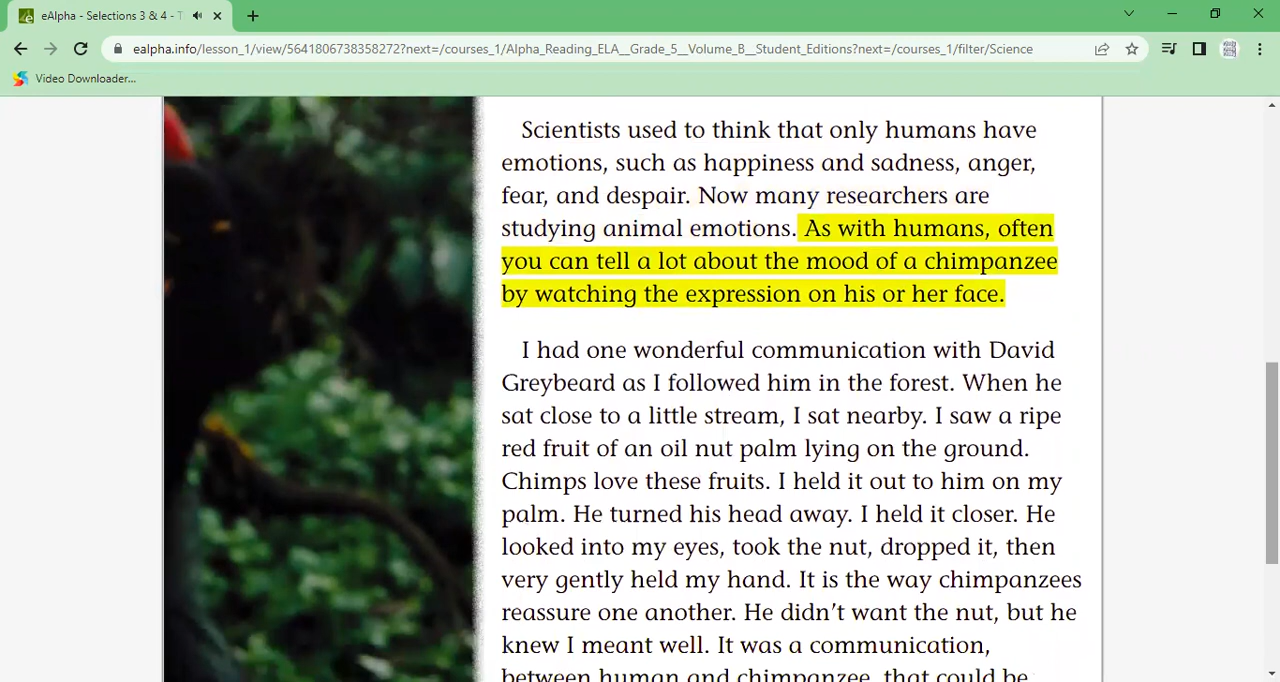 eAlpha - Selections 3 & 4 - T
ealpha.info/lesson_1/view/5641806738358272?next=/courses_1/Alpha_Reading_ELA__Grade_5__Volume_B__Student_Editions?next=/courses_1/filter/Science
Video Downloader...
Scientists used to think that only humans have
emotions, such as happiness and sadness, anger,
fear, and despair. Now many researchers are
studying animal emotions. As with humans, often
you can tell a lot about the mood of a chimpanzee
by watching the expression on his or her face.
I had one wonderful communication with David
Greybeard as I followed him in the forest. When he
sat close to a little stream, I sat nearby. I saw a ripe
red fruit of an oil nut palm lying on the ground.
Chimps love these fruits. I held it out to him on my
palm. He turned his head away. I held it closer. He
looked into my eyes, took the nut, dropped it, then
very gently held my hand. It is the way chimpanzees
reassure one another. He didn't want the nut, but he
knew I meant well. It was a communication,
between human and chimpanzee, that could be